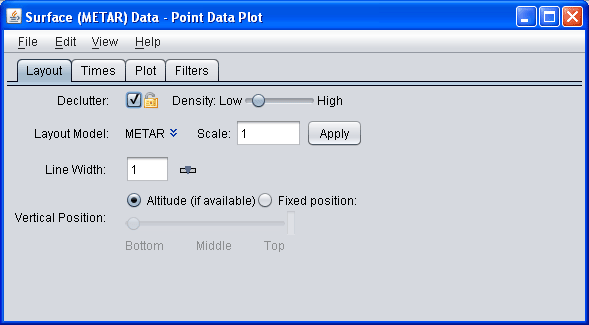 Surface (METAR) Data - Point Data Plot
File Edit View Help
Layout Times Plot Filters
Declutter: Density: Low High
Layout Model: METAR Scale: 1 Apply
Line Width: 1
Altitude (if available) Fixed position:
Vertical Position:
Bottom Middle Top